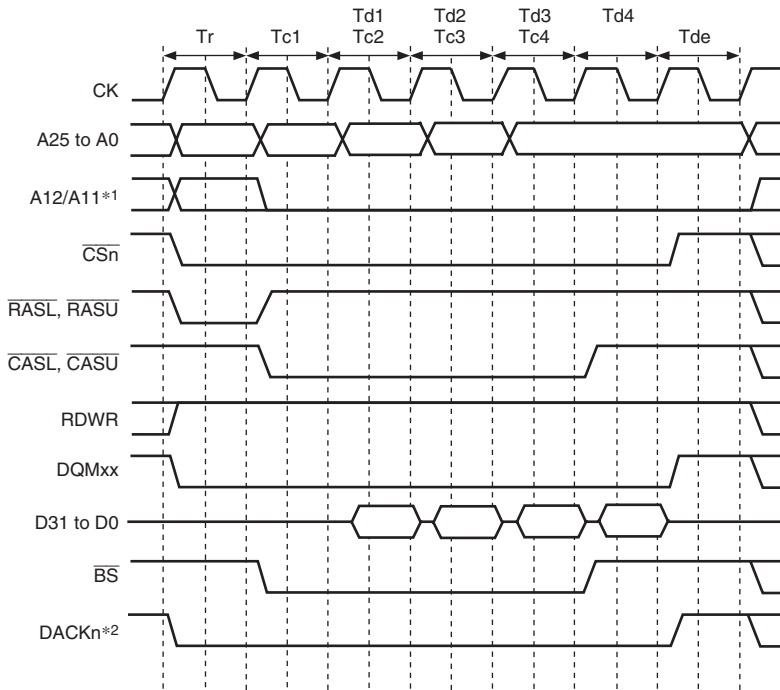 Td1 Td2 Td3 Td4
Tr Tc1 Tc2 Tc3 Tc4 Tde
CK
A25 to A0
A12/A11*1
CSn
RASL, RASU
CASL, CASU
RDWR
DQMxx
D31 to D0
BS
DACKn*2